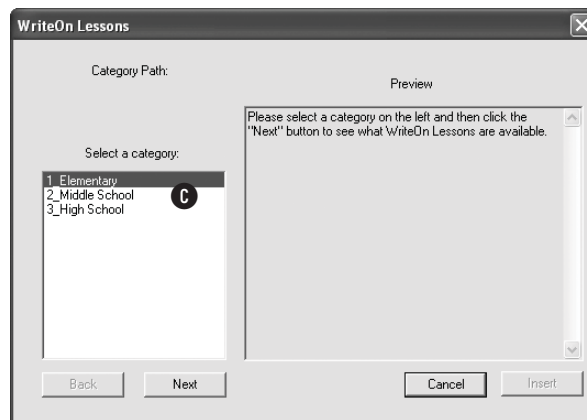 WriteOn Lessons
Category Path:
Preview
Please select a category on the left and then click the
"Next" button to see what WriteOn Lessons are available.
Select a category:
1_Elementary
2_Middle School
3_High School
C
Back
Next
Cancel
Insert